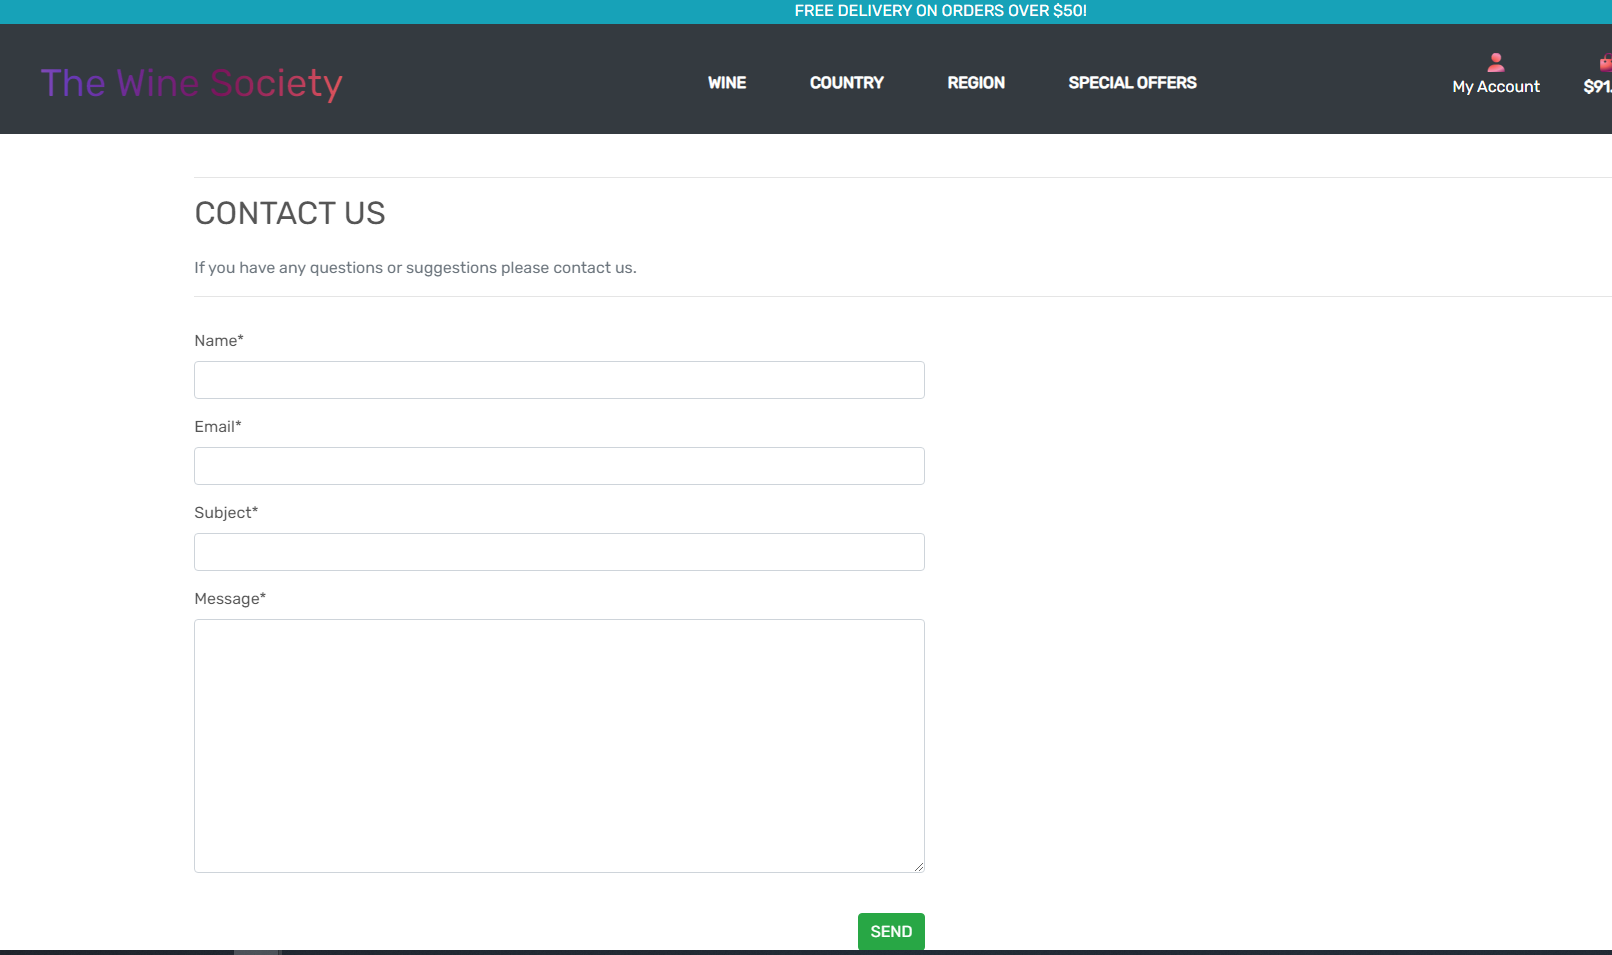 FREE DELIVERY ON ORDERS OVER $50!
The Wine Society
WINE
COUNTRY
REGION
SPECIAL OFFERS
My Account
$91.
CONTACT US
If you have any questions or suggestions please contact us.
Name*
Email*
Subject*
Message*
SEND